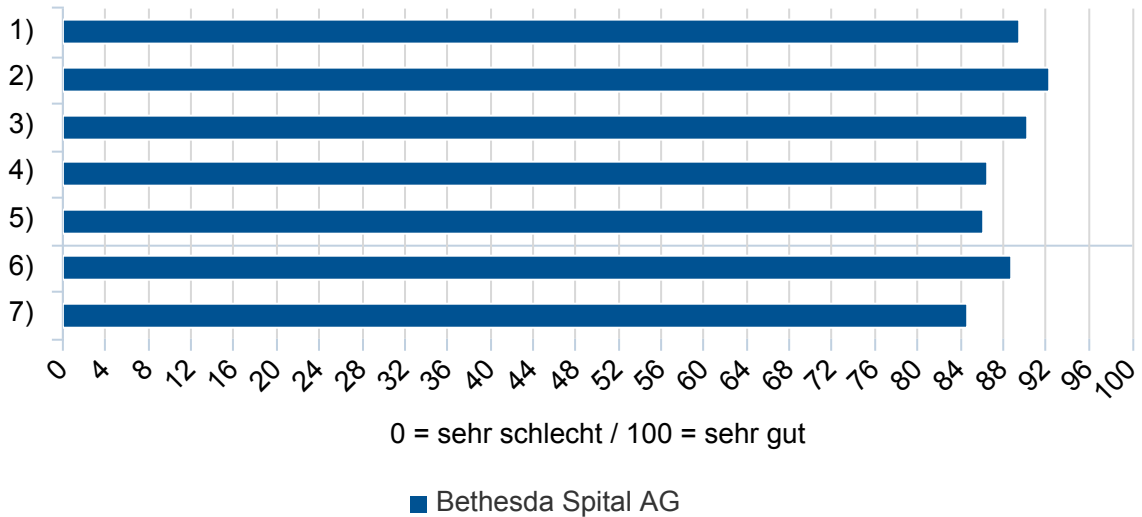 1)
2)
3)
4)
5)
6)
7)
0 4 8 12 16 20 24 28 32 36 40 44 48 52 56 60 64 68 72 76 80 84 88 92 96 100
0 = sehr schlecht / 100 = sehr gut
Bethesda Spital AG